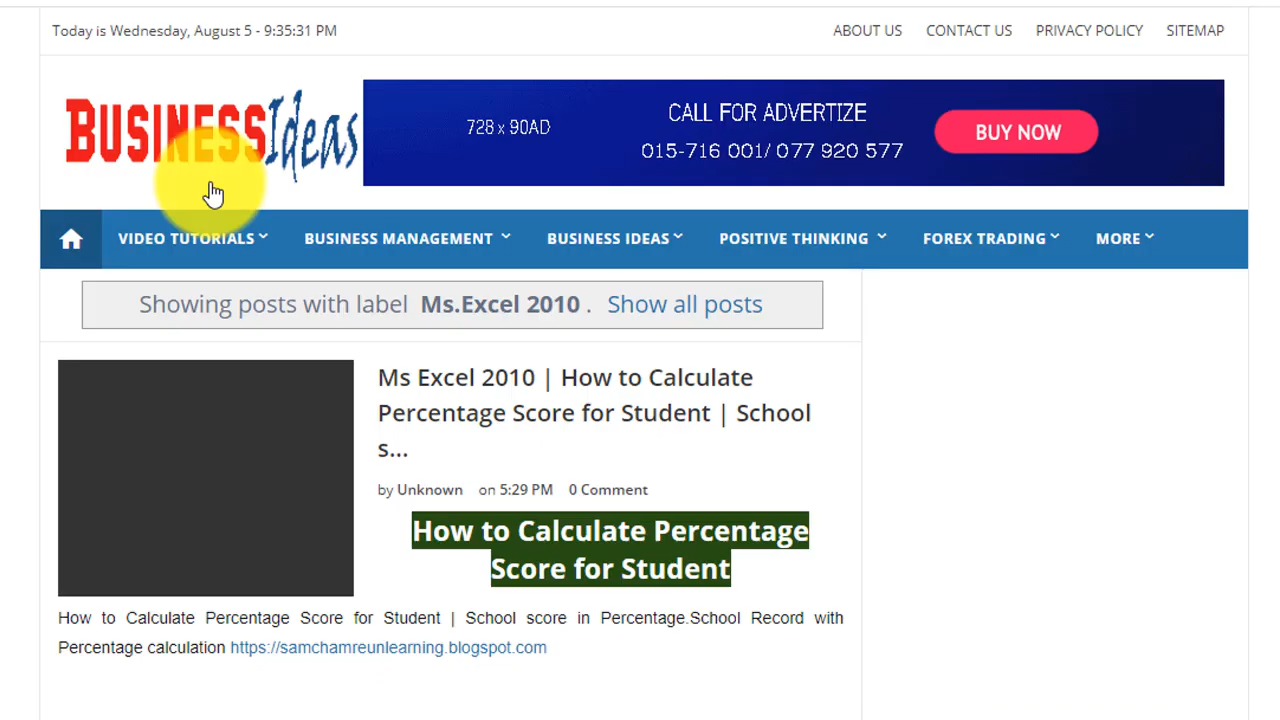 Today is Wednesday, August 5 - 9:35:31 PM
ABOUT US CONTACT US PRIVACY POLICY SITEMAP
BUSINESSIdeas
728 x 90AD
CALL FOR ADVERTIZE
015-716 001/ 077 920 577
BUY NOW
VIDEO TUTORIALS BUSINESS MANAGEMENT BUSINESS IDEAS POSITIVE THINKING FOREX TRADING MORE
Showing posts with label Ms.Excel 2010 . Show all posts
Ms Excel 2010 | How to Calculate
Percentage Score for Student | School
s...
by Unknown on 5:29 PM 0 Comment
How to Calculate Percentage
Score for Student
How to Calculate Percentage Score for Student | School score in Percentage.School Record with
Percentage calculation https://samchamreunlearning.blogspot.com